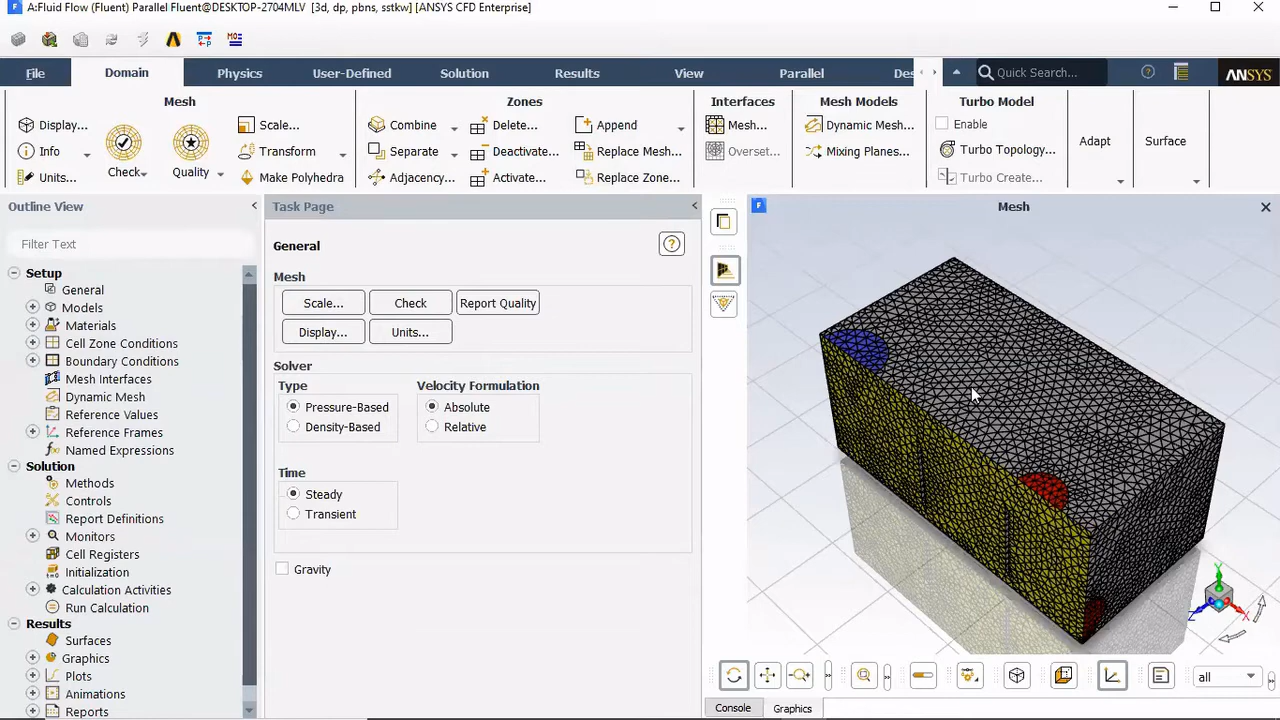 A:Fluid Flow (Fluent) Parallel Fluent@DESKTOP-2704MLV [3d, dp, pbns, sstkw] [ANSYS CFD Enterprise]
File Domain Physics User-Defined Solution Results View Parallel De Quick Search... ANSYS
Mesh
Display...
Info
Units...
Check
Quality
Scale...
Transform
Make Polyhedra
Zones
Combine
Separate
Adjacency...
Delete...
Deactivate...
Activate...
Append
Replace Mesh...
Replace Zone...
Interfaces
Mesh...
Overset...
Mesh Models
Dynamic Mesh...
Mixing Planes...
Turbo Model
Enable
Turbo Topology...
Turbo Create...
Adapt
Surface
Outline View
Filter Text
Setup
General
Models
Materials
Cell Zone Conditions
Boundary Conditions
Mesh Interfaces
Dynamic Mesh
Reference Values
Reference Frames
Named Expressions
Solution
Methods
Controls
Report Definitions
Monitors
Cell Registers
Initialization
Calculation Activities
Run Calculation
Results
Surfaces
Graphics
Plots
Animations
Reports
Task Page
General
Mesh
Scale... Check Report Quality
Display... Units...
Solver
Type
Pressure-Based
Density-Based
Velocity Formulation
Absolute
Relative
Time
Steady
Transient
Gravity
Mesh
Y
Z X
all
Console Graphics